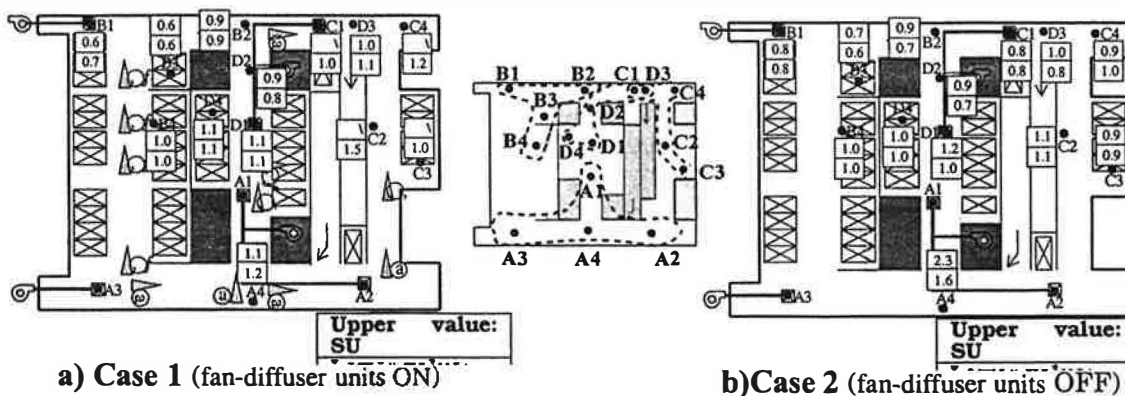 B1
0.6
0.7
0.6
0.6
0.9
0.9
B2
C1
D3
C4
\
1.0
1.0
1.1
\
1.2
B3
D2
0.9
0.8
D4
B4
1.0
1.0
1.1
1.1
D1
1.1
1.1
\
1.5
C2
\
1.0
C3
A1
1.1
1.2
A3
A4
A2
a
a
a
a
a
Upper value:
SU
a) Case 1 (fan-diffuser units ON)
B1
B2
C1
D3
C4
B3
D2
B4
D4
D1
C2
C3
A1
A3
A4
A2
B1
0.8
0.8
0.7
0.6
0.9
0.7
B2
C1
D3
C4
0.8
0.8
1.0
0.8
0.9
1.0
B3
D2
0.9
0.7
D4
B4
1.0
1.0
1.0
1.0
D1
1.2
1.0
1.1
1.1
C2
0.9
0.9
C3
A1
2.3
1.6
A3
A4
A2
Upper value:
SU
b)Case 2 (fan-diffuser units OFF)